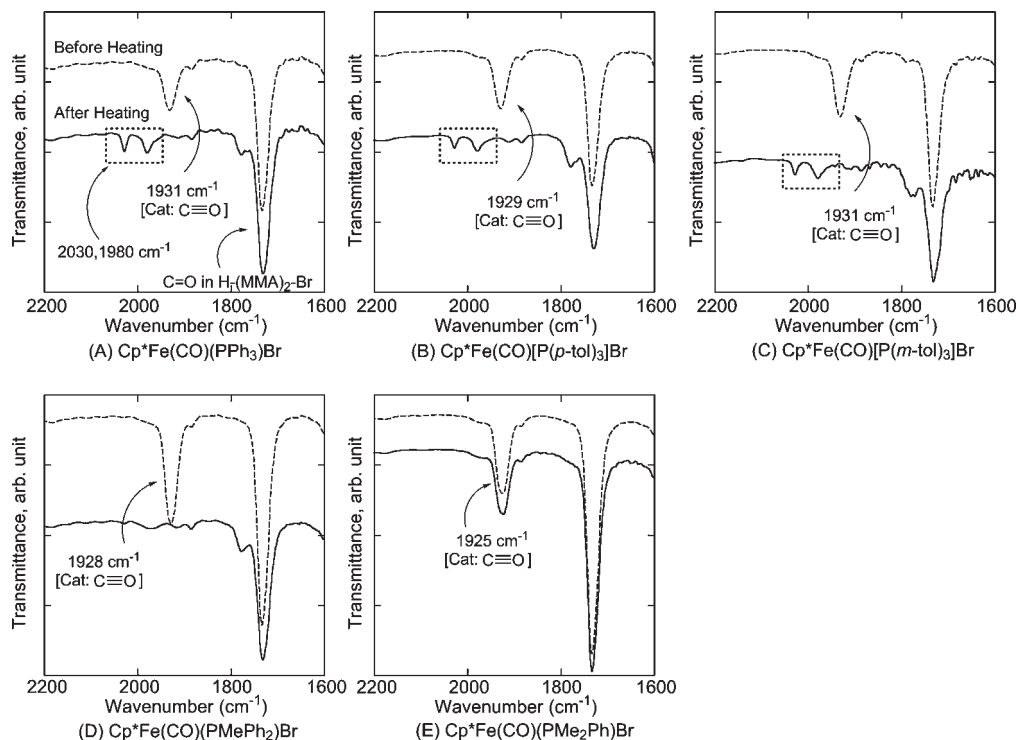 Before Heating
After Heating
1931 cm⁻¹
[Cat: C≡O]
2030,1980 cm⁻¹
C=O in H-(MMA)₂-Br
Transmittance, arb. unit
2200 2000 1800 1600
Wavenumber (cm⁻¹)
(A) Cp*Fe(CO)(PPh₃)Br
1929 cm⁻¹
[Cat: C≡O]
Transmittance, arb. unit
2200 2000 1800 1600
Wavenumber (cm⁻¹)
(B) Cp*Fe(CO)[P(p-tol)₃]Br
1931 cm⁻¹
[Cat: C≡O]
Transmittance, arb. unit
2200 2000 1800 1600
Wavenumber (cm⁻¹)
(C) Cp*Fe(CO)[P(m-tol)₃]Br
1928 cm⁻¹
[Cat: C≡O]
Transmittance, arb. unit
2200 2000 1800 1600
Wavenumber (cm⁻¹)
(D) Cp*Fe(CO)(PMePh₂)Br
1925 cm⁻¹
[Cat: C≡O]
Transmittance, arb. unit
2200 2000 1800 1600
Wavenumber (cm⁻¹)
(E) Cp*Fe(CO)(PMe₂Ph)Br